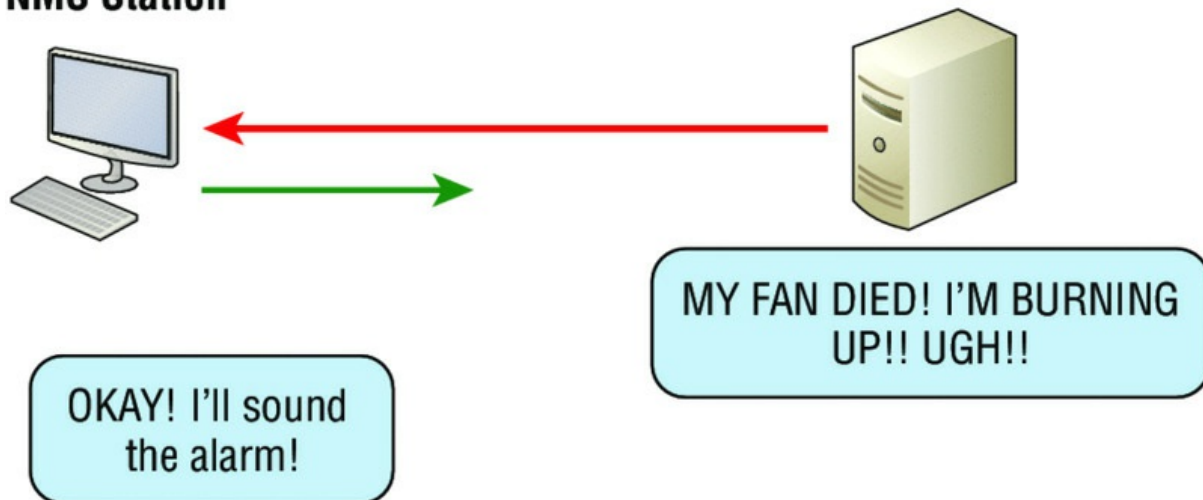 NMS Station
MY FAN DIED! I'M BURNING
UP!! UGH!!
OKAY! I'll sound
the alarm!